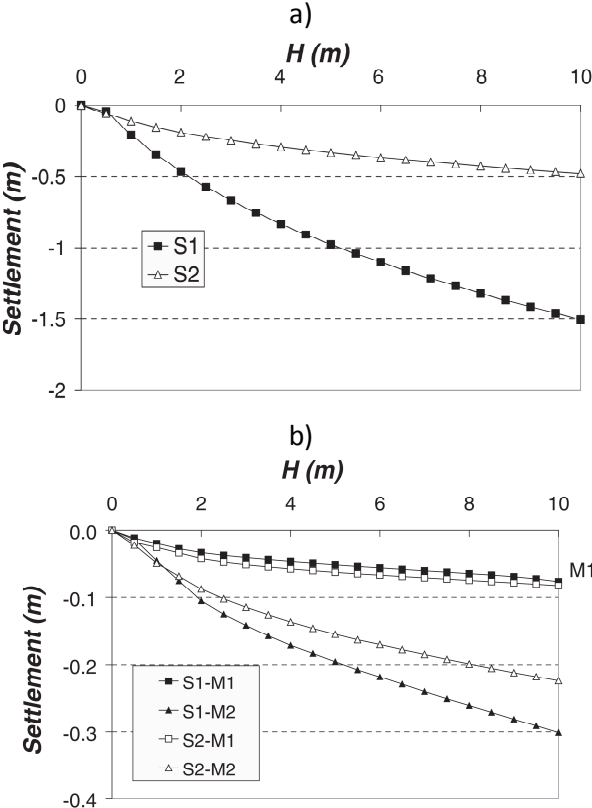 a)
H (m)
0 2 4 6 8 10
0
-0.5
-1
-1.5
-2
Settlement (m)
S1
S2
b)
H (m)
0 2 4 6 8 10
0.0
-0.1
-0.2
-0.3
-0.4
Settlement (m)
M1
S1-M1
S1-M2
S2-M1
S2-M2